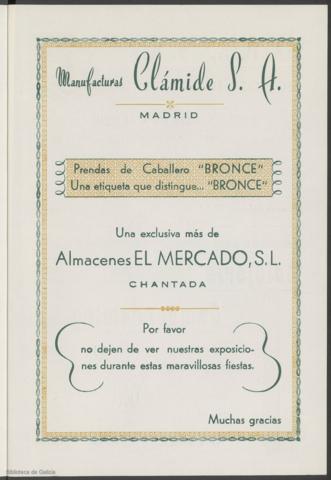 Manufacturas Clámide S. A.
MADRID
Prendas de Caballero "BRONCE"
Una etiqueta que distingue... "BRONCE"
Una exclusiva más de
Almacenes EL MERCADO, S. L.
CHANTADA
Por favor
no dejen de ver nuestras exposicio-
nes durante estas maravillosas fiestas.
Muchas gracias
Biblioteca de Galicia